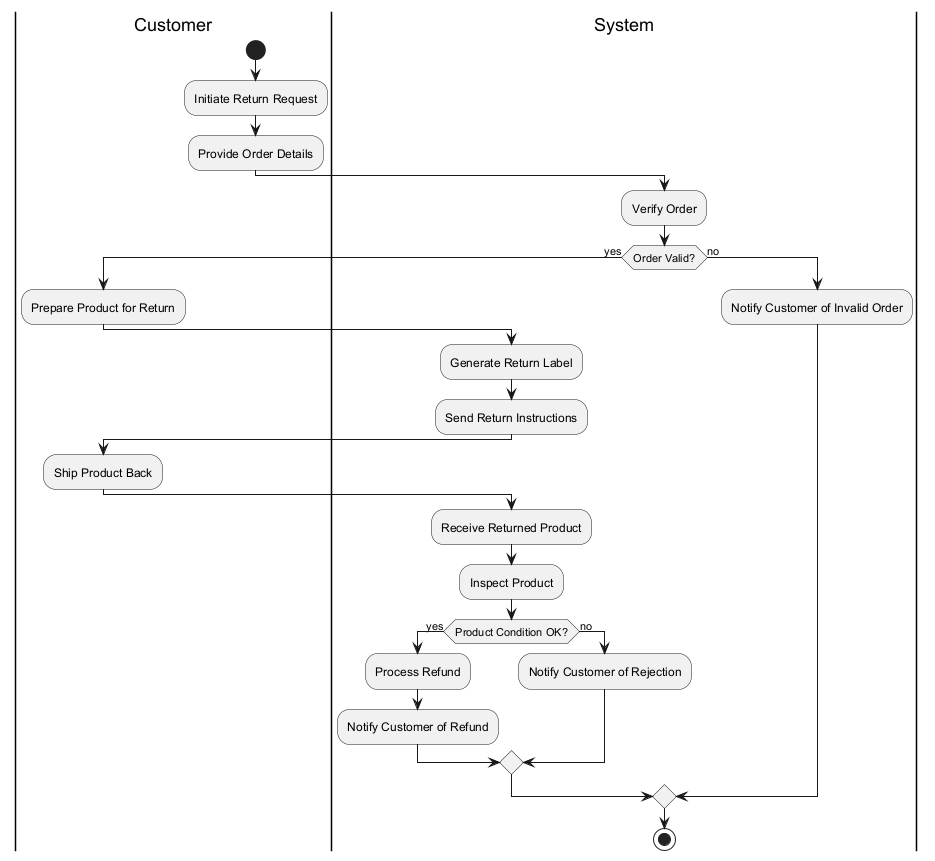 Customer
System
Initiate Return Request
Provide Order Details
Verify Order
yes
Order Valid?
no
Prepare Product for Return
Notify Customer of Invalid Order
Generate Return Label
Send Return Instructions
Ship Product Back
Receive Returned Product
Inspect Product
yes
Product Condition OK?
no
Process Refund
Notify Customer of Rejection
Notify Customer of Refund